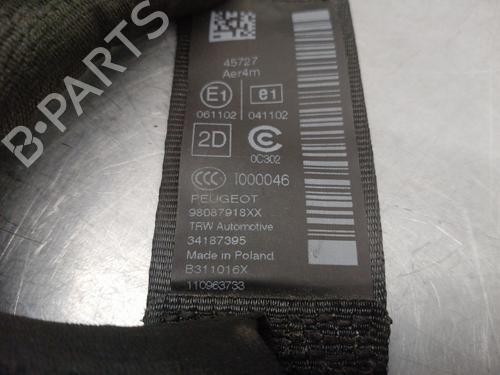 45727
Aer4m
E1
e1
061102
041102
2D
C
0C302
CCC
I000046
PEUGEOT
98087918XX
TRW Automotive
34187395
Made in Poland
B311016X
110963733
B-PARTS